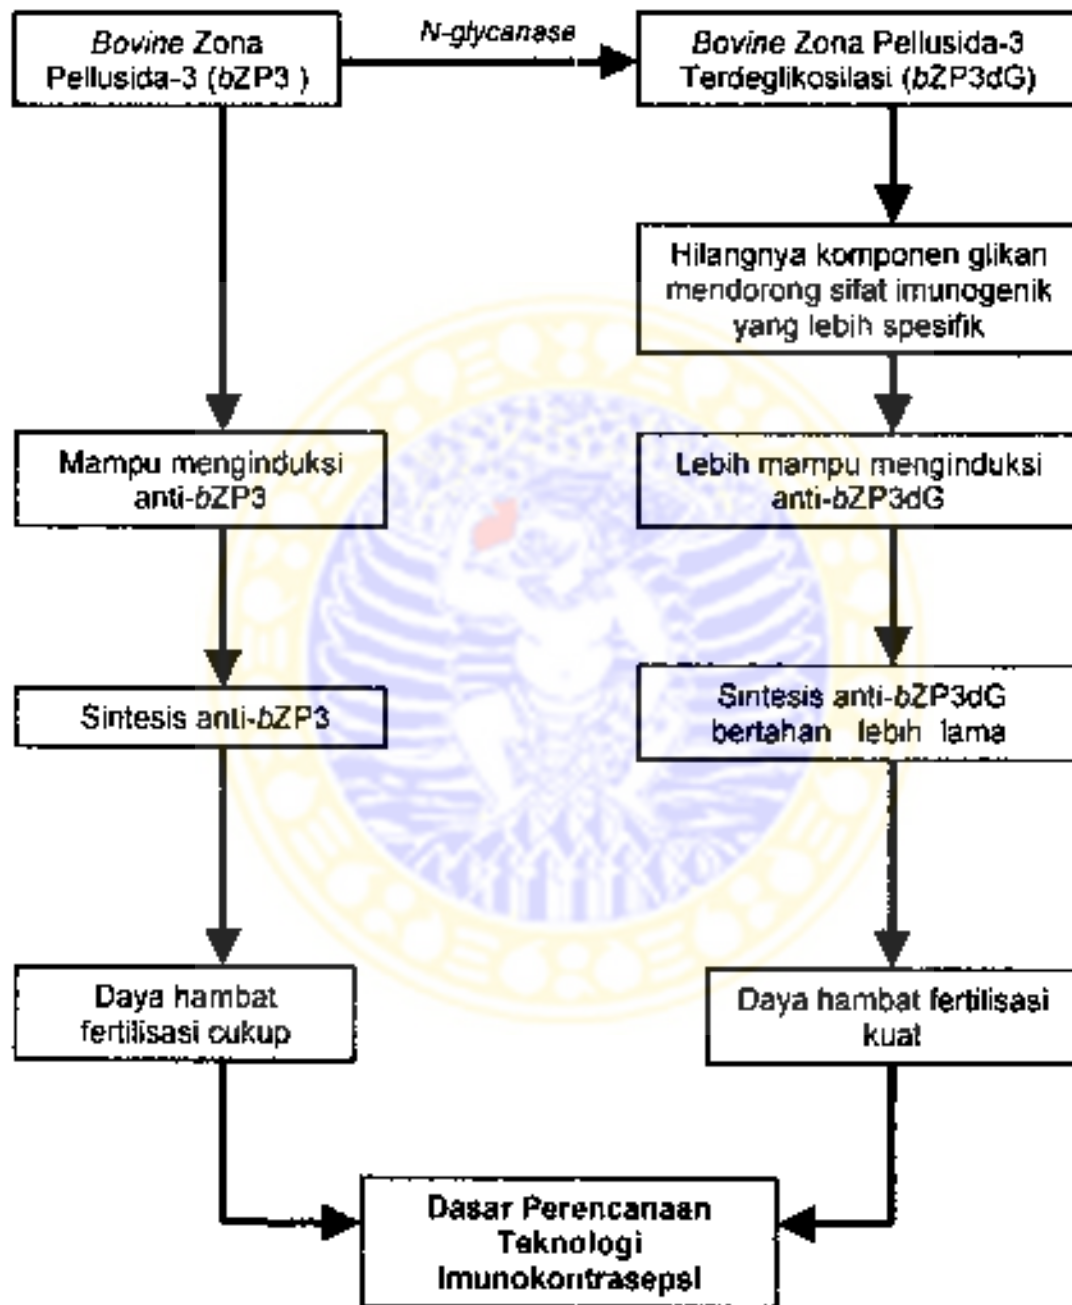 Bovine Zona
Pellusida-3 (bZP3 )
N-glycanase
Bovine Zona Pellusida-3
Terdeglikosilasi (bZP3dG)
Hilangnya komponen glikan
mendorong sifat imunogenik
yang lebih spesifik
Mampu menginduksi
anti-bZP3
Lebih mampu menginduksi
anti-bZP3dG
Sintesis anti-bZP3
Sintesis anti-bZP3dG
bertahan lebih lama
Daya hambat
fertilisasi cukup
Daya hambat fertilisasi
kuat
Dasar Perencanaan
Teknologi
Imunokontrasepsi